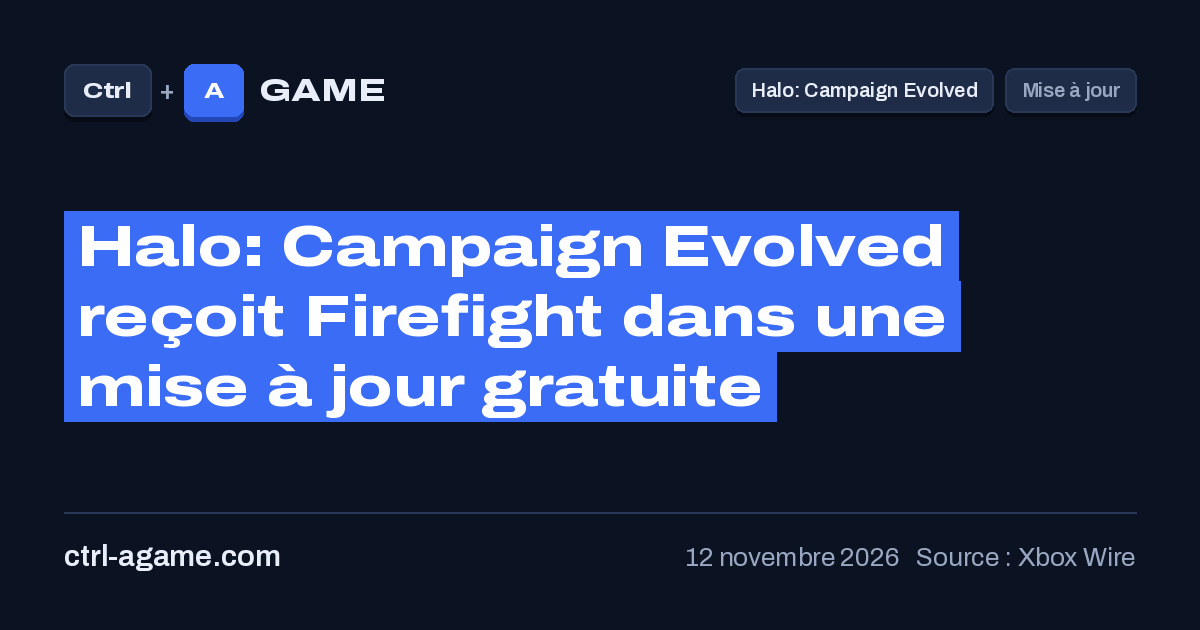 Ctrl + A GAME
Halo: Campaign Evolved
Mise à jour
Halo: Campaign Evolved
reçoit Firefight dans une
mise à jour gratuite
ctrl-agame.com
12 novembre 2026 Source : Xbox Wire